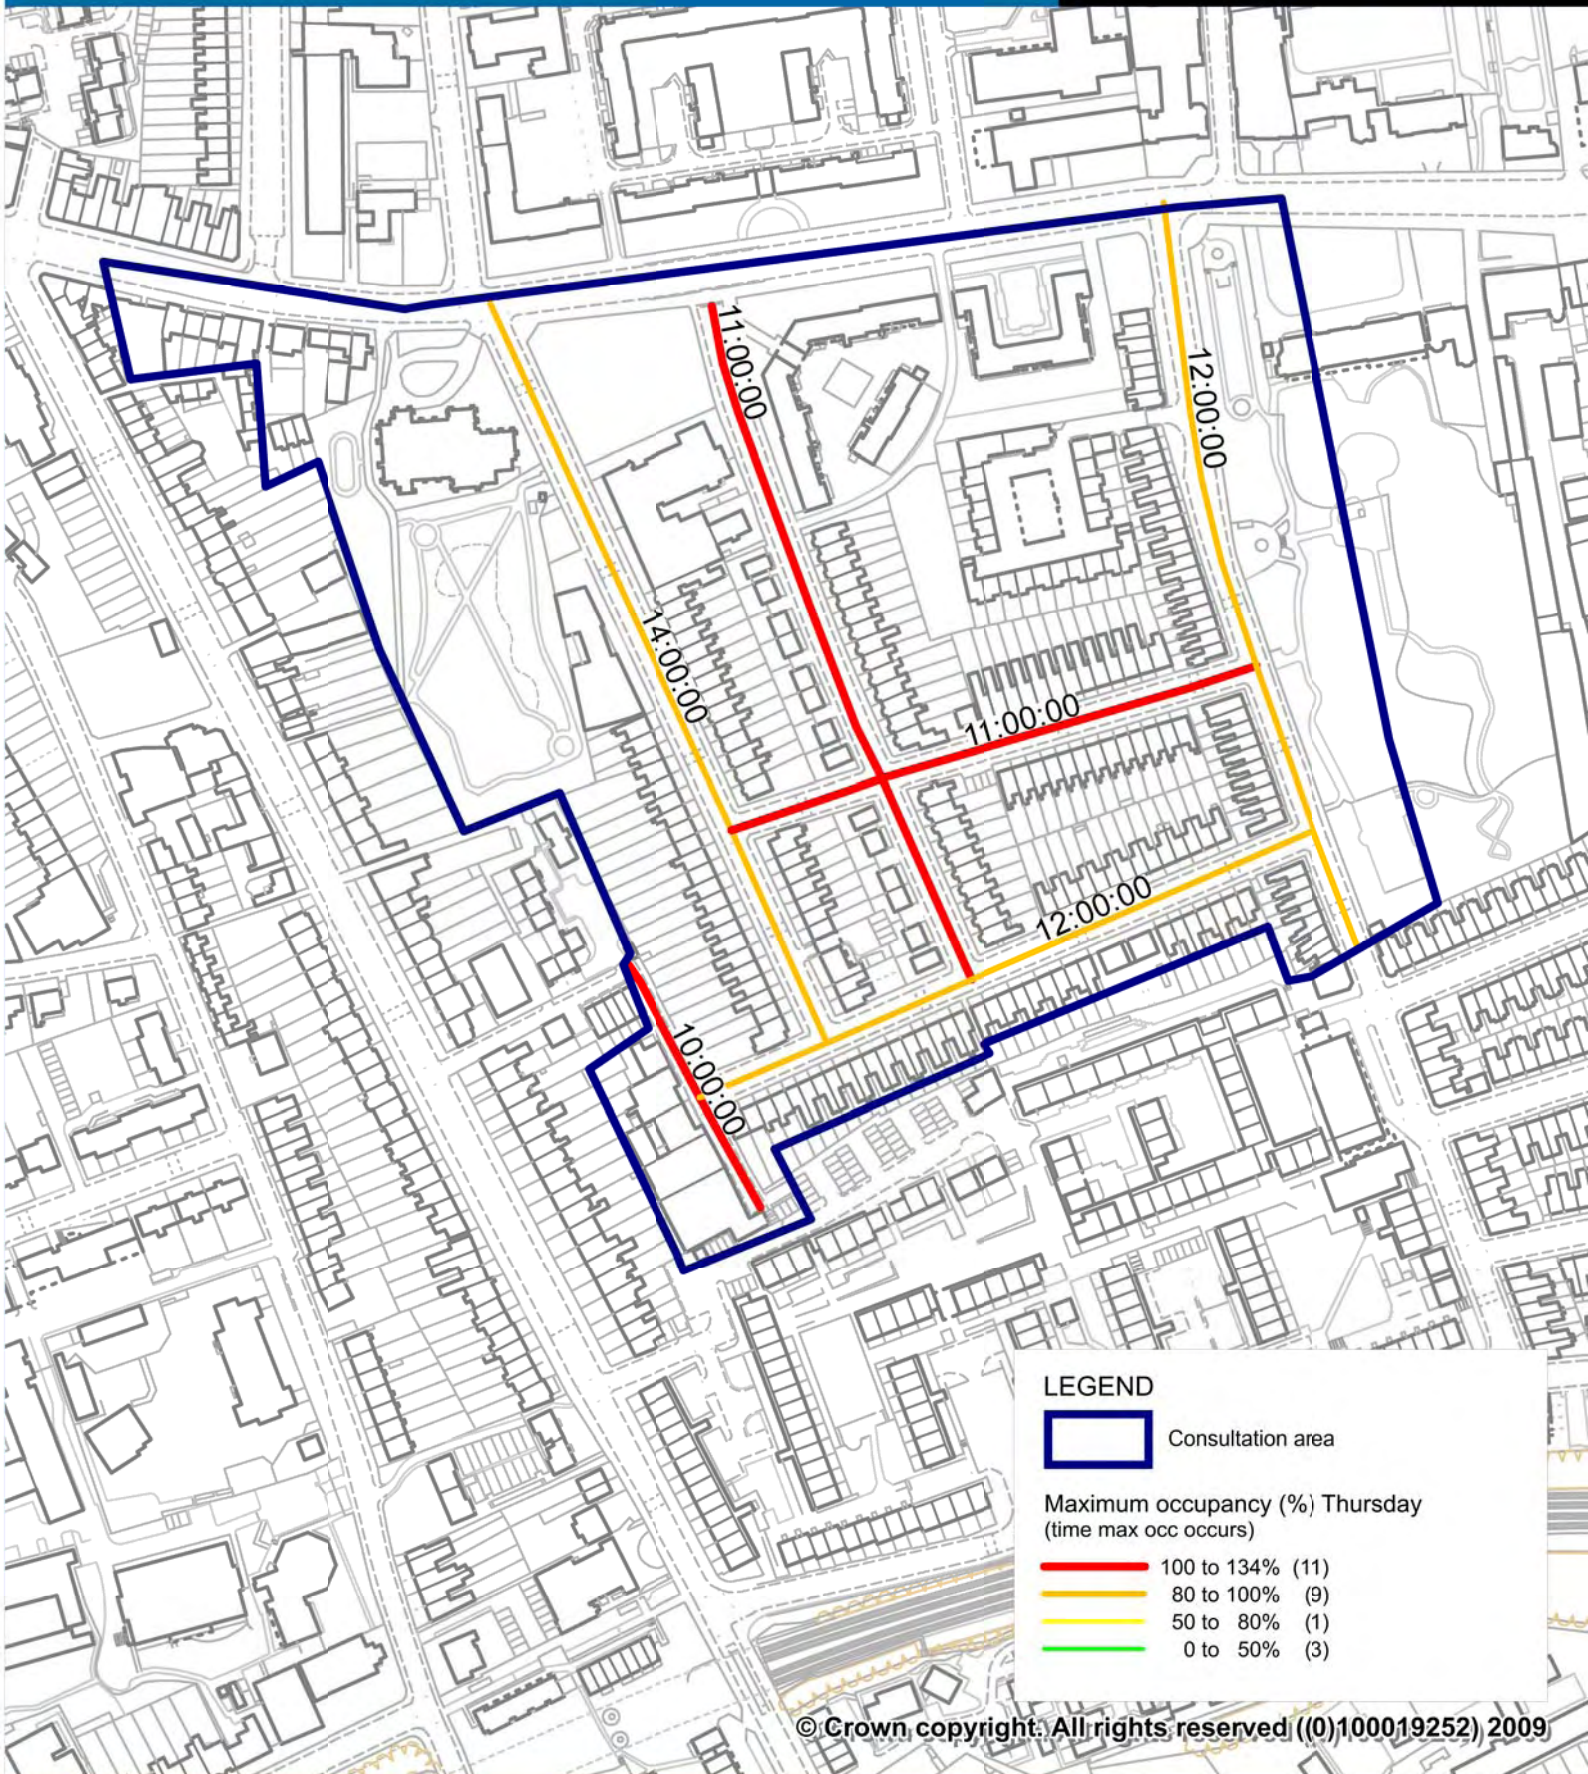 11:00:00
12:00:00
14:00:00
11:00:00
12:00:00
10:00:00
LEGEND
Consultation area
Maximum occupancy (%) Thursday
(time max occ occurs)
100 to 134% (11)
80 to 100% (9)
50 to 80% (1)
0 to 50% (3)
© Crown copyright. All rights reserved ((0)100019252) 2009